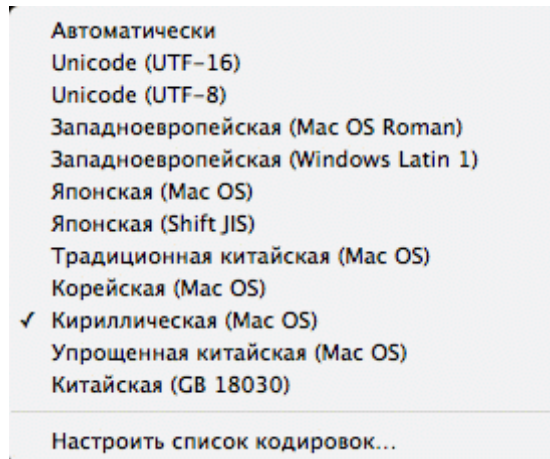 Автоматически
Unicode (UTF-16)
Unicode (UTF-8)
Западноевропейская (Mac OS Roman)
Западноевропейская (Windows Latin 1)
Японская (Mac OS)
Японская (Shift JIS)
Традиционная китайская (Mac OS)
Корейская (Mac OS)
✓ Кириллическая (Mac OS)
Упрощенная китайская (Mac OS)
Китайская (GB 18030)
Настроить список кодировок...